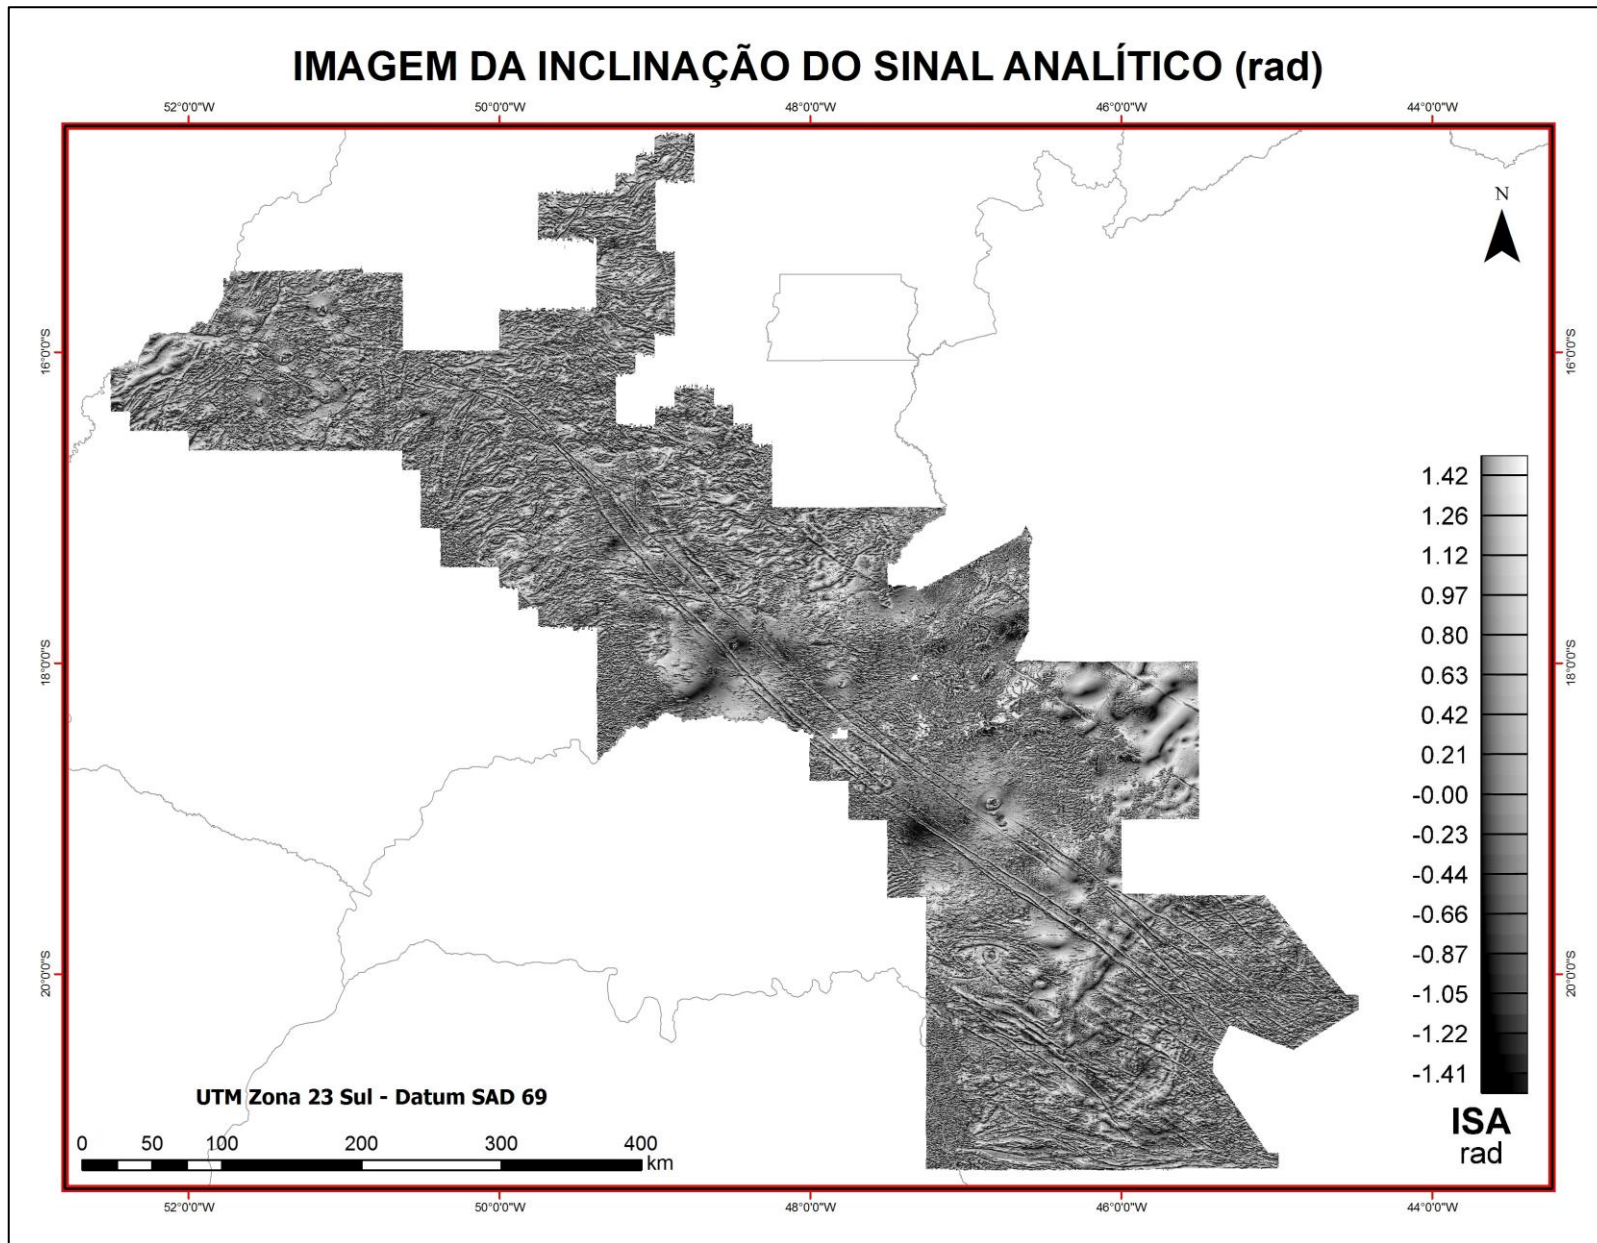 IMAGEM DA INCLINAÇÃO DO SINAL ANALÍTICO (rad)
52°0'0"W
50°0'0"W
48°0'0"W
46°0'0"W
44°0'0"W
N
16°0'0"S
16°0'0"S
1.42
1.26
1.12
0.97
0.80
0.63
0.42
0.21
-0.00
-0.23
-0.44
-0.66
-0.87
-1.05
-1.22
-1.41
ISA
rad
18°0'0"S
18°0'0"S
20°0'0"S
20°0'0"S
UTM Zona 23 Sul - Datum SAD 69
0 50 100 200 300 400
km
52°0'0"W
50°0'0"W
48°0'0"W
46°0'0"W
44°0'0"W